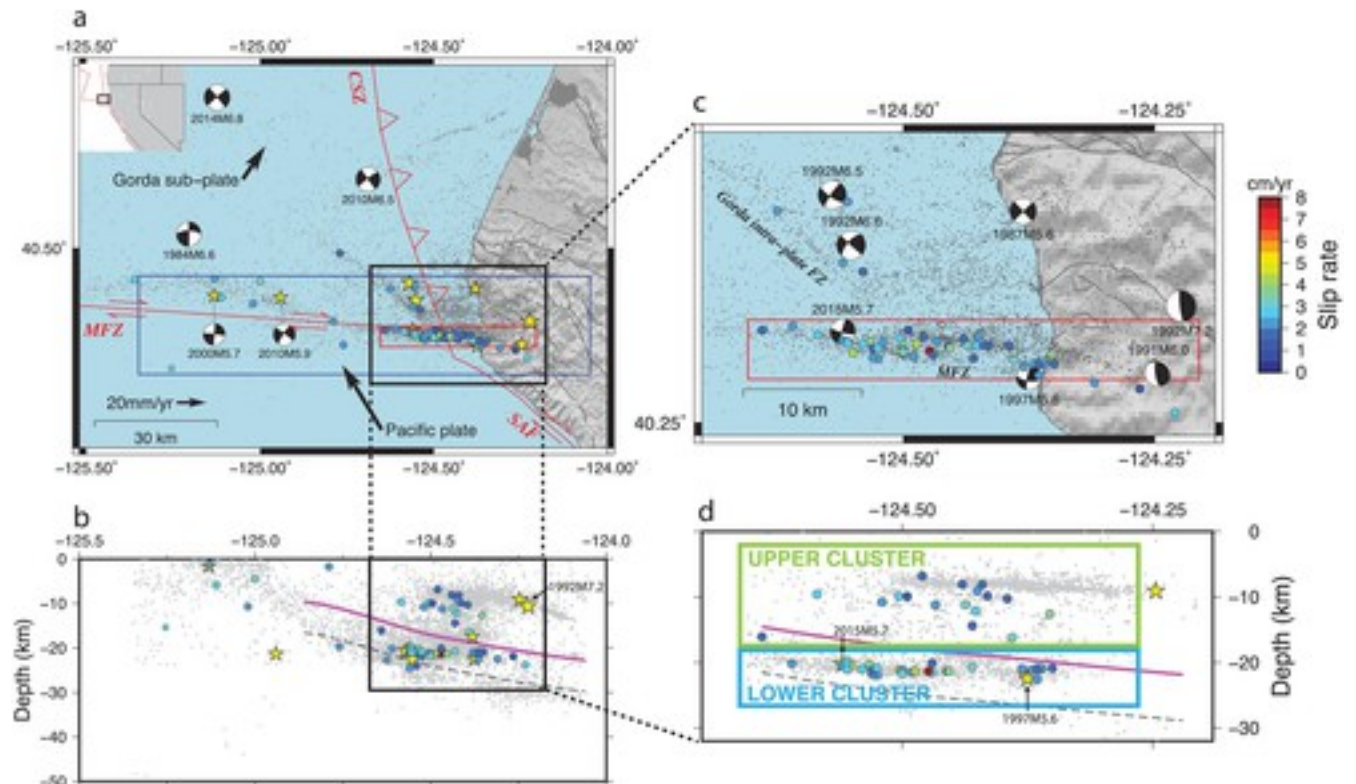 a
−125.50° −125.00° −124.50° −124.00°
CSZ
2014M6.8
Gorda sub−plate
2010M6.5
1984M6.6
40.50°
MFZ
2000M5.7
2010M5.9
20mm/yr
30 km
Pacific plate
SAF
40.25°
−125.50° −125.00° −124.50° −124.00°
c
−124.50° −124.25°
1992M6.5
1992M6.6
1987M5.6
Gorda intra−plate FZ
2015M5.7
1992M7.2
1991M6.0
MFZ
1997M5.6
10 km
−124.50° −124.25°
cm/yr
8
7
6
5
4
3
2
1
0
Slip rate
b
−125.5 −125.0 −124.5 −124.0
0
−10
−20
−30
−40
−50
Depth (km)
1992M7.2
d
−124.50 −124.25
UPPER CLUSTER
2015M5.7
LOWER CLUSTER
1997M5.6
0
−10
−20
−30
Depth (km)